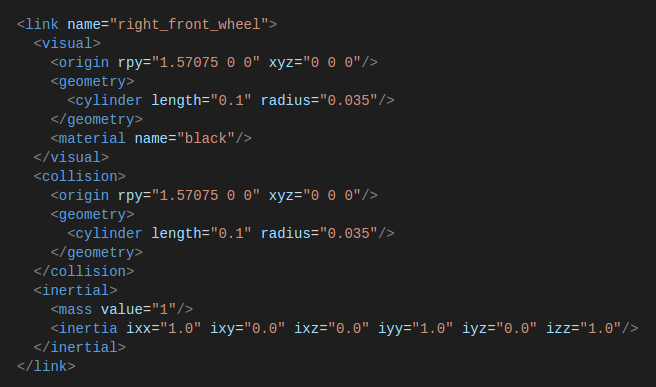 <link name="right_front_wheel">
  <visual>
    <origin rpy="1.57075 0 0" xyz="0 0 0"/>
    <geometry>
      <cylinder length="0.1" radius="0.035"/>
    </geometry>
    <material name="black"/>
  </visual>
  <collision>
    <origin rpy="1.57075 0 0" xyz="0 0 0"/>
    <geometry>
      <cylinder length="0.1" radius="0.035"/>
    </geometry>
  </collision>
  <inertial>
    <mass value="1"/>
    <inertia ixx="1.0" ixy="0.0" ixz="0.0" iyy="1.0" iyz="0.0" izz="1.0"/>
  </inertial>
</link>